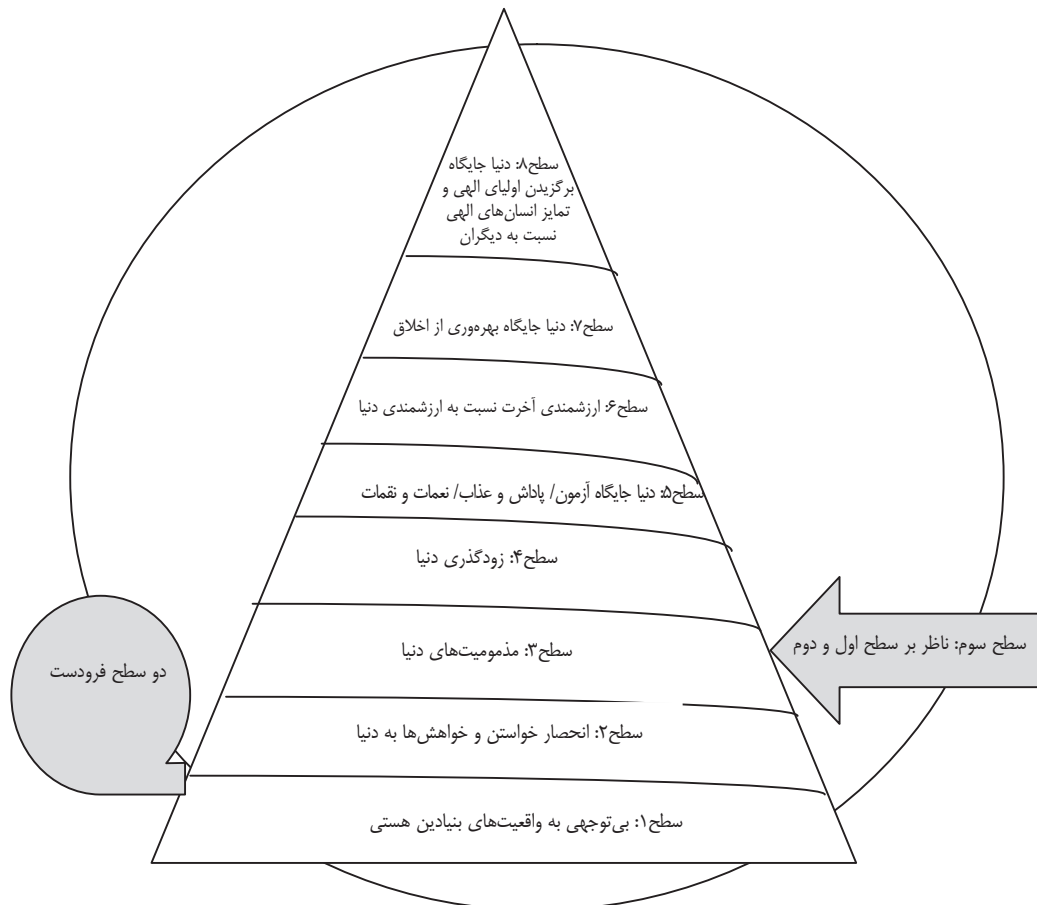 سطح۸: دنیا جایگاه
برگزیدن اولیای الهی و
تمایز انسان‌های الهی
نسبت به دیگران
سطح۷: دنیا جایگاه بهره‌وری از اخلاق
سطح۶: ارزشمندی آخرت نسبت به ارزشمندی دنیا
سطح۵: دنیا جایگاه آزمون/ پاداش و عذاب/ نعمات و نقمات
سطح۴: زودگذری دنیا
سطح۳: مذمومیت‌های دنیا
سطح سوم: ناظر بر سطح اول و دوم
دو سطح فرودست
سطح۲: انحصار خواستن و خواهش‌ها به دنیا
سطح۱: بی‌توجهی به واقعیت‌های بنیادین هستی